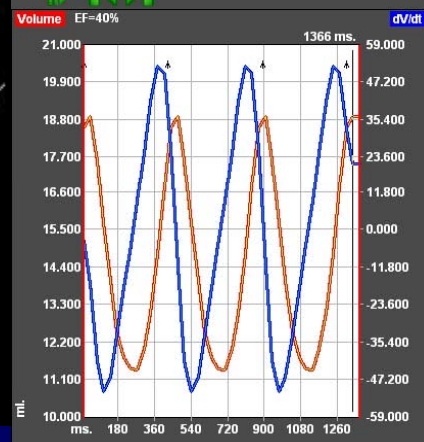 Volume EF=40% dV/dt
1366 ms.
21.000 59.000
19.900 47.200
18.800 35.400
17.700 23.600
16.600 11.800
15.500 0.000
14.400 -11.800
13.300 -23.600
12.200 -35.400
11.100 -47.200
10.000 -59.000
ml.
ms. 180 360 540 720 900 1080 1260